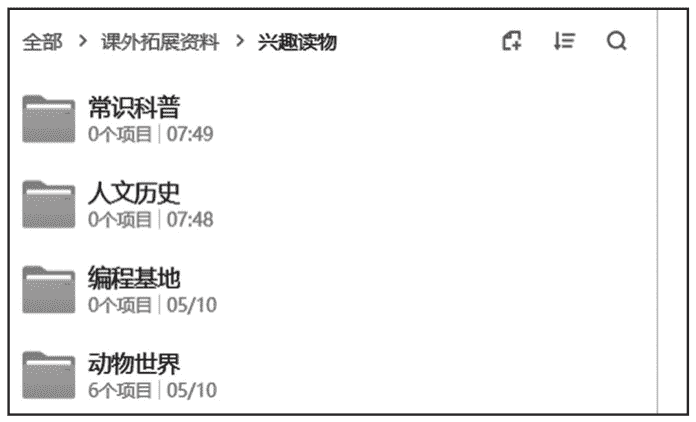 全部 > 课外拓展资料 > 兴趣读物
常识科普
0个项目 | 07:49
人文历史
0个项目 | 07:48
编程基地
0个项目 | 05/10
动物世界
6个项目 | 05/10